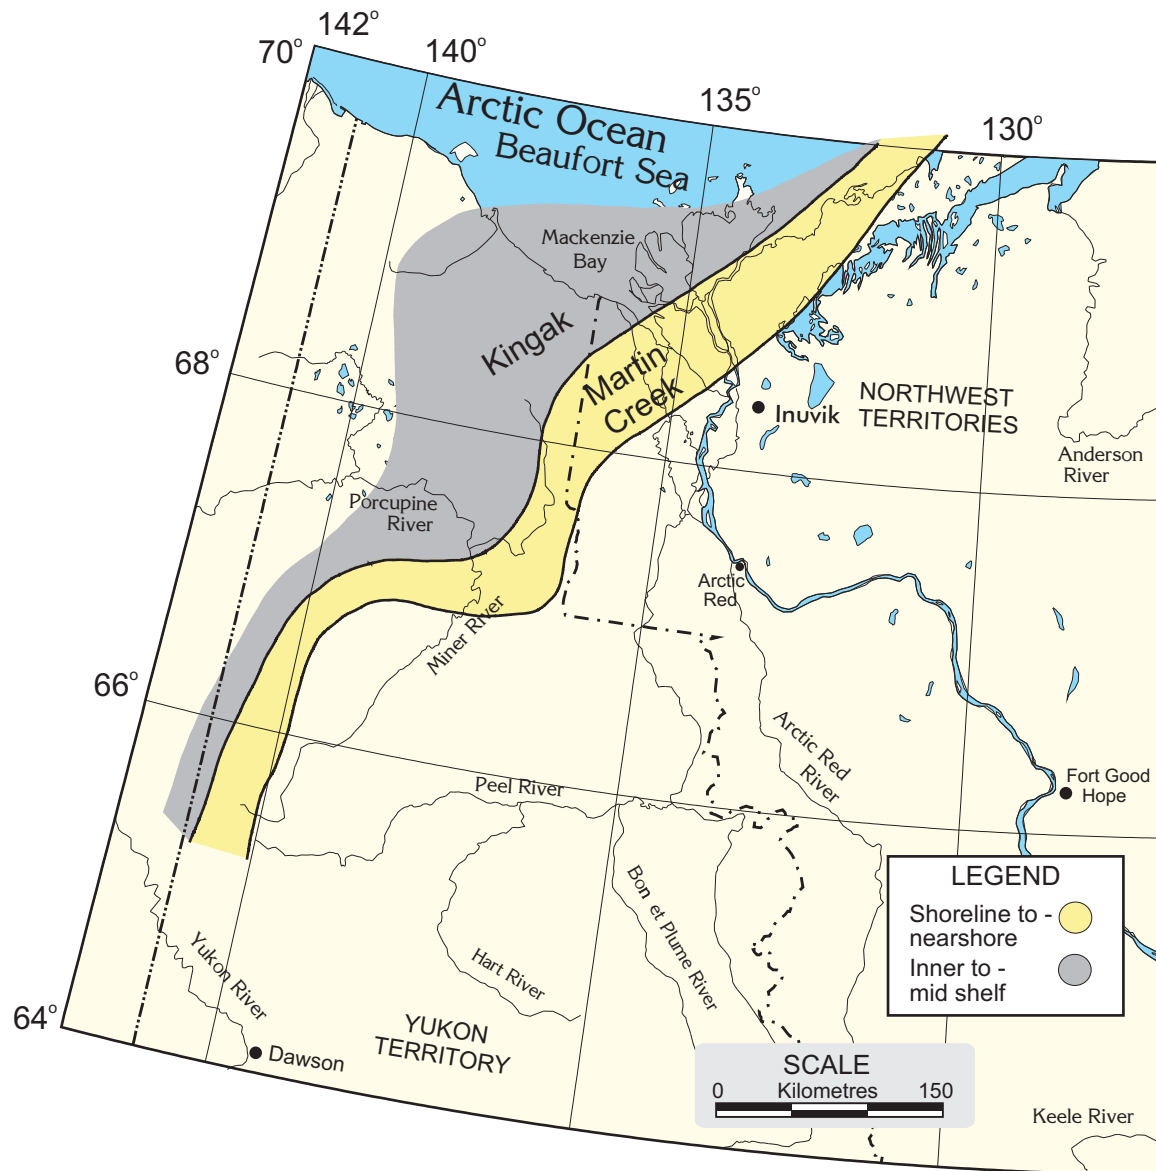 142°
70°
140°
135°
130°
Arctic Ocean
Beaufort Sea
Mackenzie
Bay
Kingak
Martin
Creek
68°
NORTHWEST
TERRITORIES
Inuvik
Anderson
River
Porcupine
River
Arctic
Red
Miner River
66°
Arctic Red
River
Peel River
Fort Good
Hope
LEGEND
Shoreline to -
nearshore
Inner to -
mid shelf
Bon et Plume River
Yukon River
Hart River
64°
YUKON
TERRITORY
Dawson
SCALE
0 Kilometres 150
Keele River